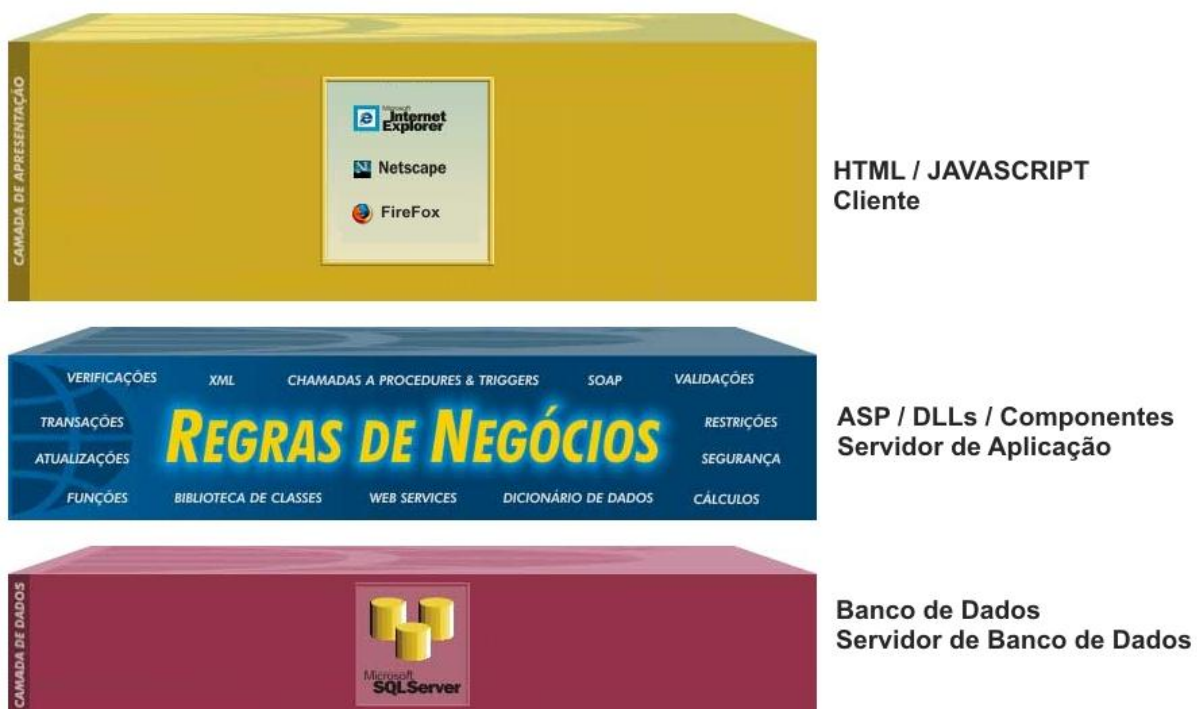 CAMADA DE APRESENTAÇÃO
Microsoft
Internet
Explorer
Netscape
FireFox
HTML / JAVASCRIPT
Cliente
VERIFICAÇÕES XML CHAMADAS A PROCEDURES & TRIGGERS SOAP VALIDAÇÕES
TRANSAÇÕES REGRAS DE NEGÓCIOS RESTRIÇÕES
ATUALIZAÇÕES SEGURANÇA
FUNÇÕES BIBLIOTECA DE CLASSES WEB SERVICES DICIONÁRIO DE DADOS CÁLCULOS
ASP / DLLs / Componentes
Servidor de Aplicação
CAMADA DE DADOS
Microsoft
SQLServer
Banco de Dados
Servidor de Banco de Dados